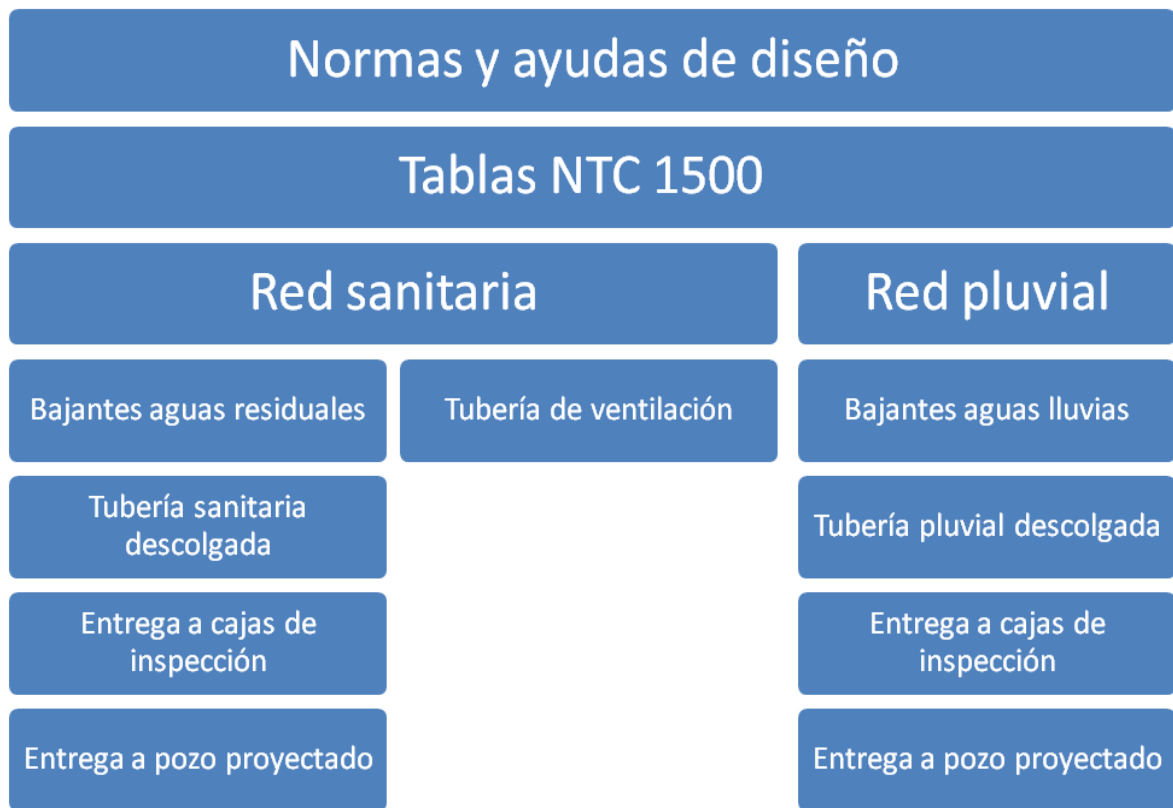 Normas y ayudas de diseño
Tablas NTC 1500
Red sanitaria
Red pluvial
Bajantes aguas residuales
Tubería de ventilación
Bajantes aguas lluvias
Tubería sanitaria
descolgada
Tubería pluvial descolgada
Entrega a cajas de
inspección
Entrega a cajas de
inspección
Entrega a pozo proyectado
Entrega a pozo proyectado